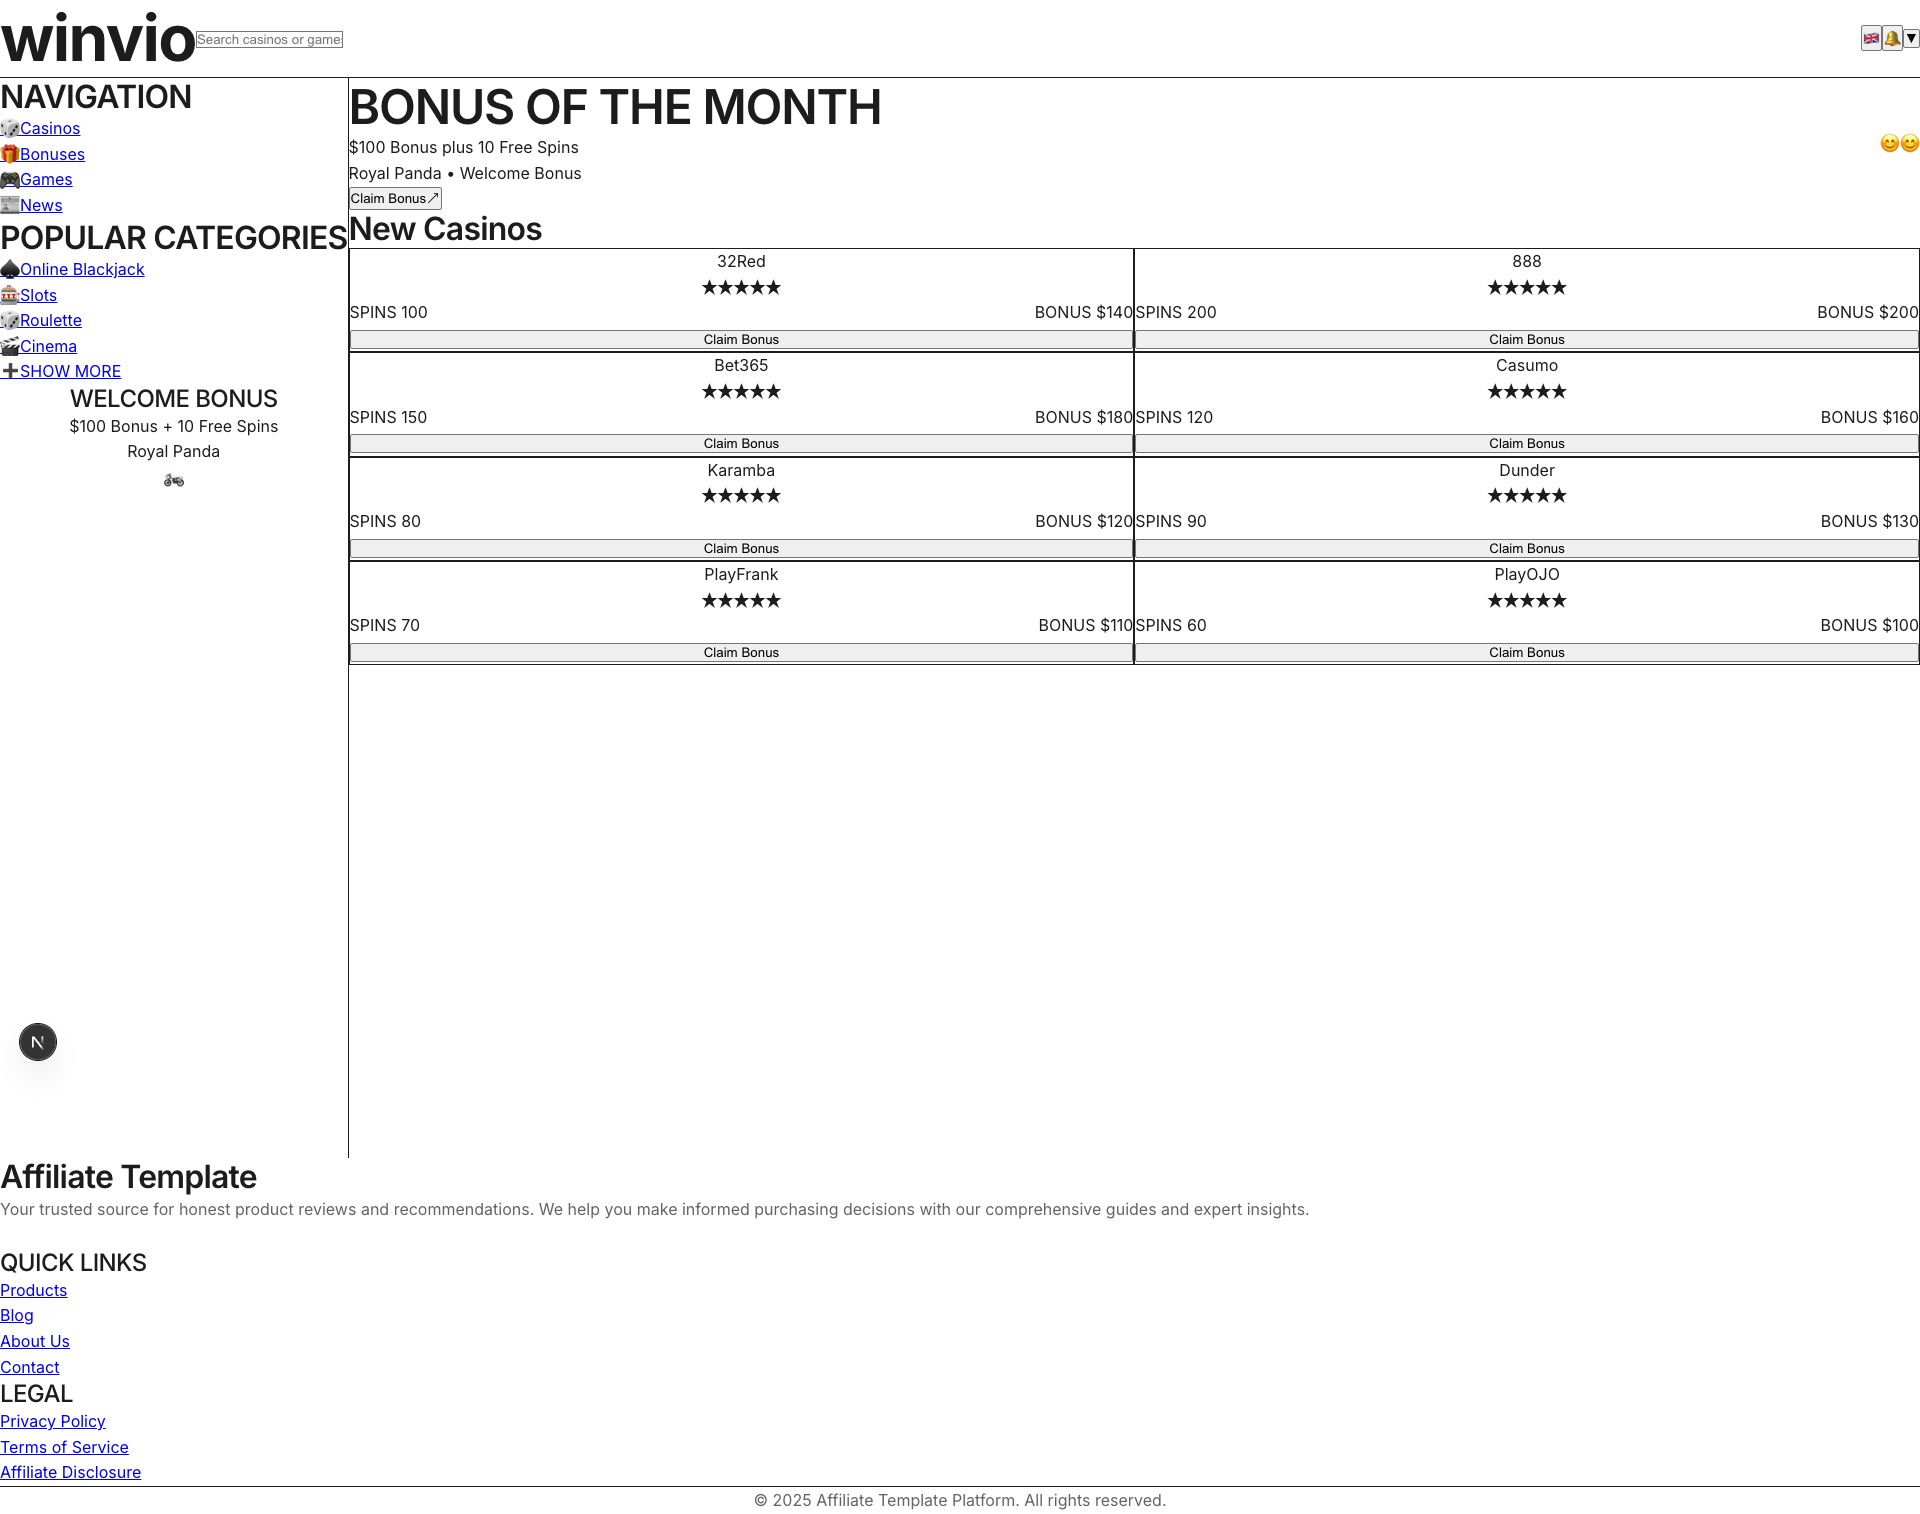 winvio
Search casinos or game
NAVIGATION
Casinos
Bonuses
Games
News
POPULAR CATEGORIES
Online Blackjack
Slots
Roulette
Cinema
SHOW MORE
WELCOME BONUS
$100 Bonus + 10 Free Spins
Royal Panda
BONUS OF THE MONTH
$100 Bonus plus 10 Free Spins
Royal Panda • Welcome Bonus
Claim Bonus↗
New Casinos
32Red
★★★★★
SPINS 100 BONUS $140
Claim Bonus
888
★★★★★
SPINS 200 BONUS $200
Claim Bonus
Bet365
★★★★★
SPINS 150 BONUS $180
Claim Bonus
Casumo
★★★★★
SPINS 120 BONUS $160
Claim Bonus
Karamba
★★★★★
SPINS 80 BONUS $120
Claim Bonus
Dunder
★★★★★
SPINS 90 BONUS $130
Claim Bonus
PlayFrank
★★★★★
SPINS 70 BONUS $110
Claim Bonus
PlayOJO
★★★★★
SPINS 60 BONUS $100
Claim Bonus
N
Affiliate Template
Your trusted source for honest product reviews and recommendations. We help you make informed purchasing decisions with our comprehensive guides and expert insights.
QUICK LINKS
Products
Blog
About Us
Contact
LEGAL
Privacy Policy
Terms of Service
Affiliate Disclosure
© 2025 Affiliate Template Platform. All rights reserved.